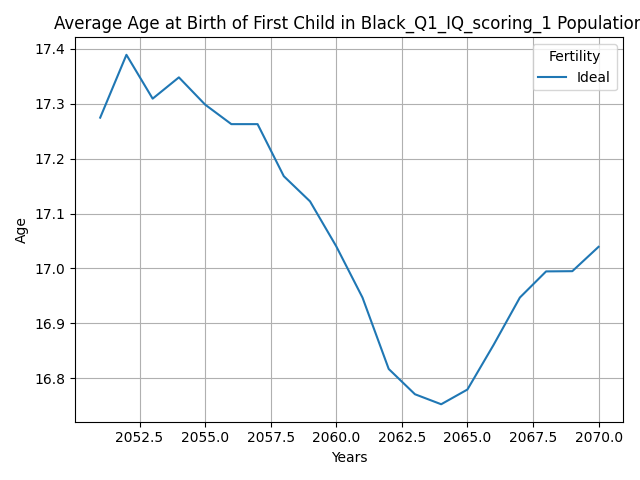 Average Age at Birth of First Child in Black_Q1_IQ_scoring_1 Population
Fertility
Ideal
Age
17.4
17.3
17.2
17.1
17.0
16.9
16.8
2052.5 2055.0 2057.5 2060.0 2062.5 2065.0 2067.5 2070.0
Years